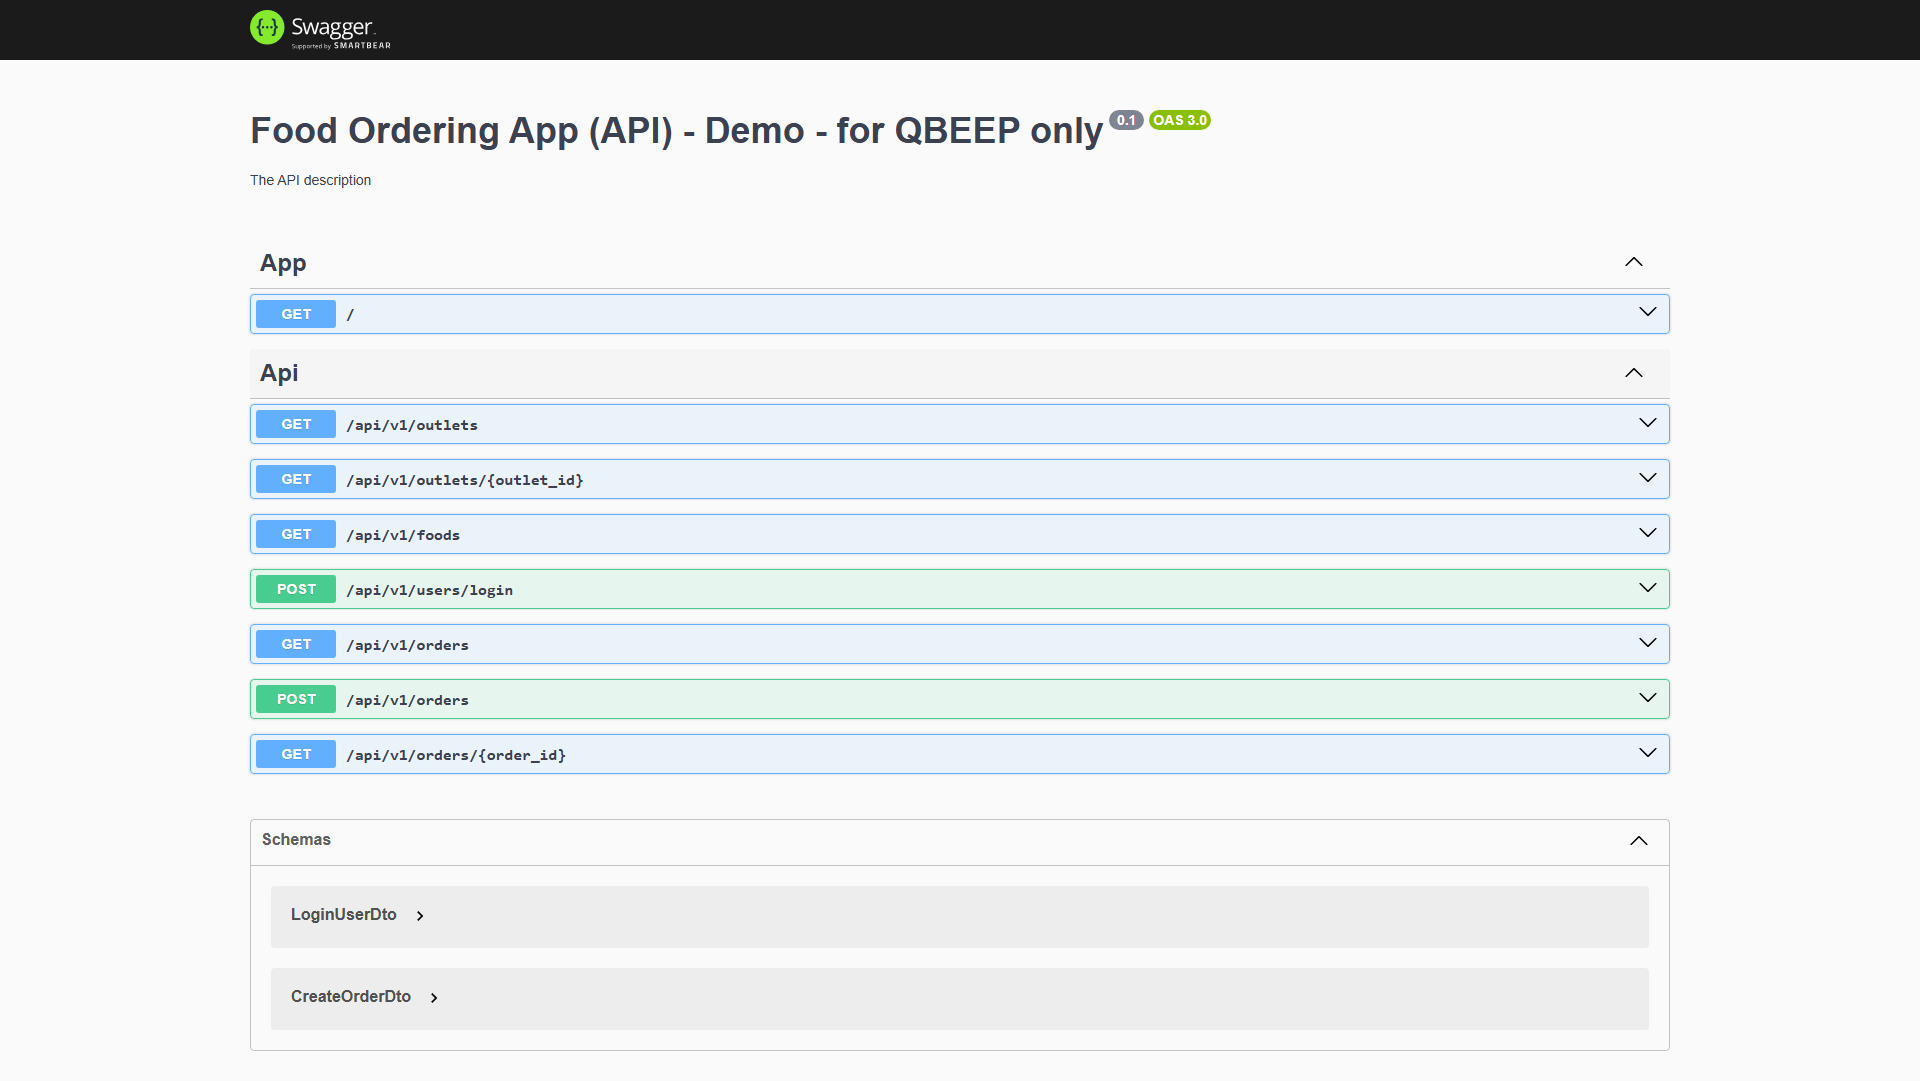 Swagger
Supported by SMARTBEAR
Food Ordering App (API) - Demo - for QBEEP only 0.1 OAS 3.0
The API description
App
GET /
Api
GET /api/v1/outlets
GET /api/v1/outlets/{outlet_id}
GET /api/v1/foods
POST /api/v1/users/login
GET /api/v1/orders
POST /api/v1/orders
GET /api/v1/orders/{order_id}
Schemas
LoginUserDto
CreateOrderDto